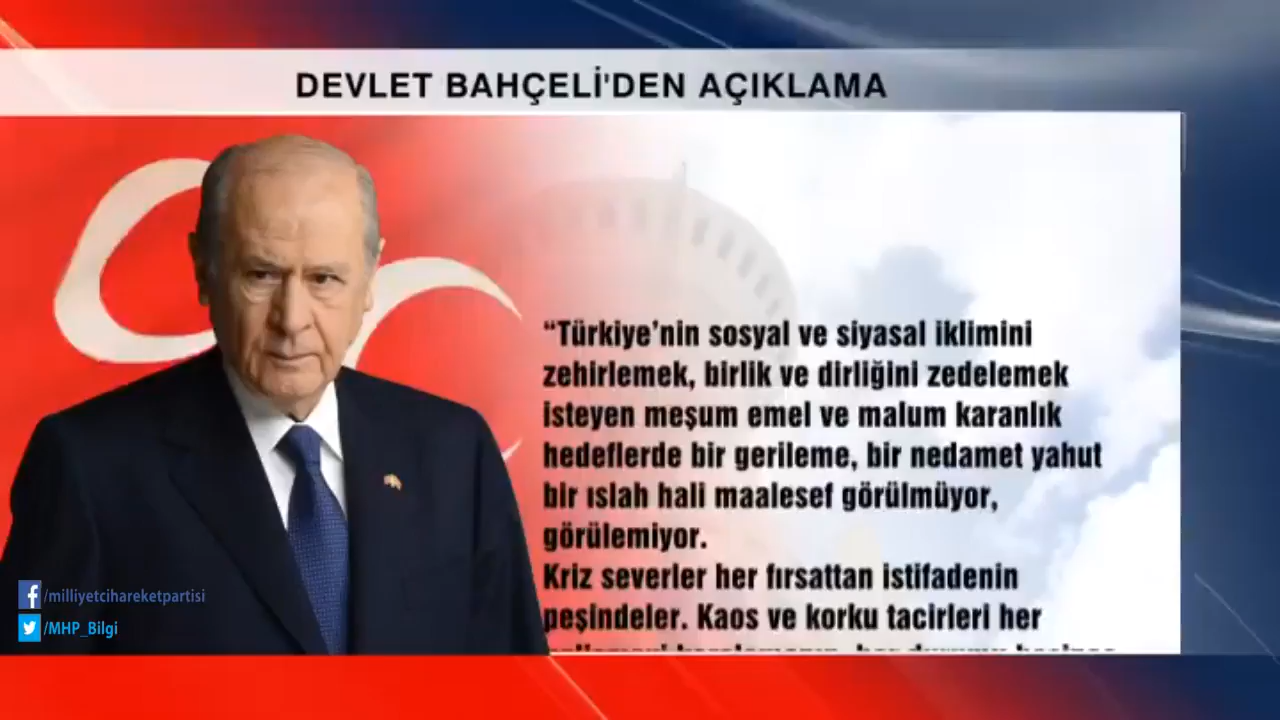 DEVLET BAHÇELİ'DEN AÇIKLAMA
“Türkiye’nin sosyal ve siyasal iklimini
zehirlemek, birlik ve dirliğini zedelemek
isteyen meşum emel ve malum karanlık
hedeflerde bir gerileme, bir nedamet yahut
bir ıslah hali maalesef görülmüyor,
görülemiyor.
Kriz severler her fırsattan istifadenin
peşindeler. Kaos ve korku tacirleri her
/milliyetcihareketpartisi
/MHP_Bilgi